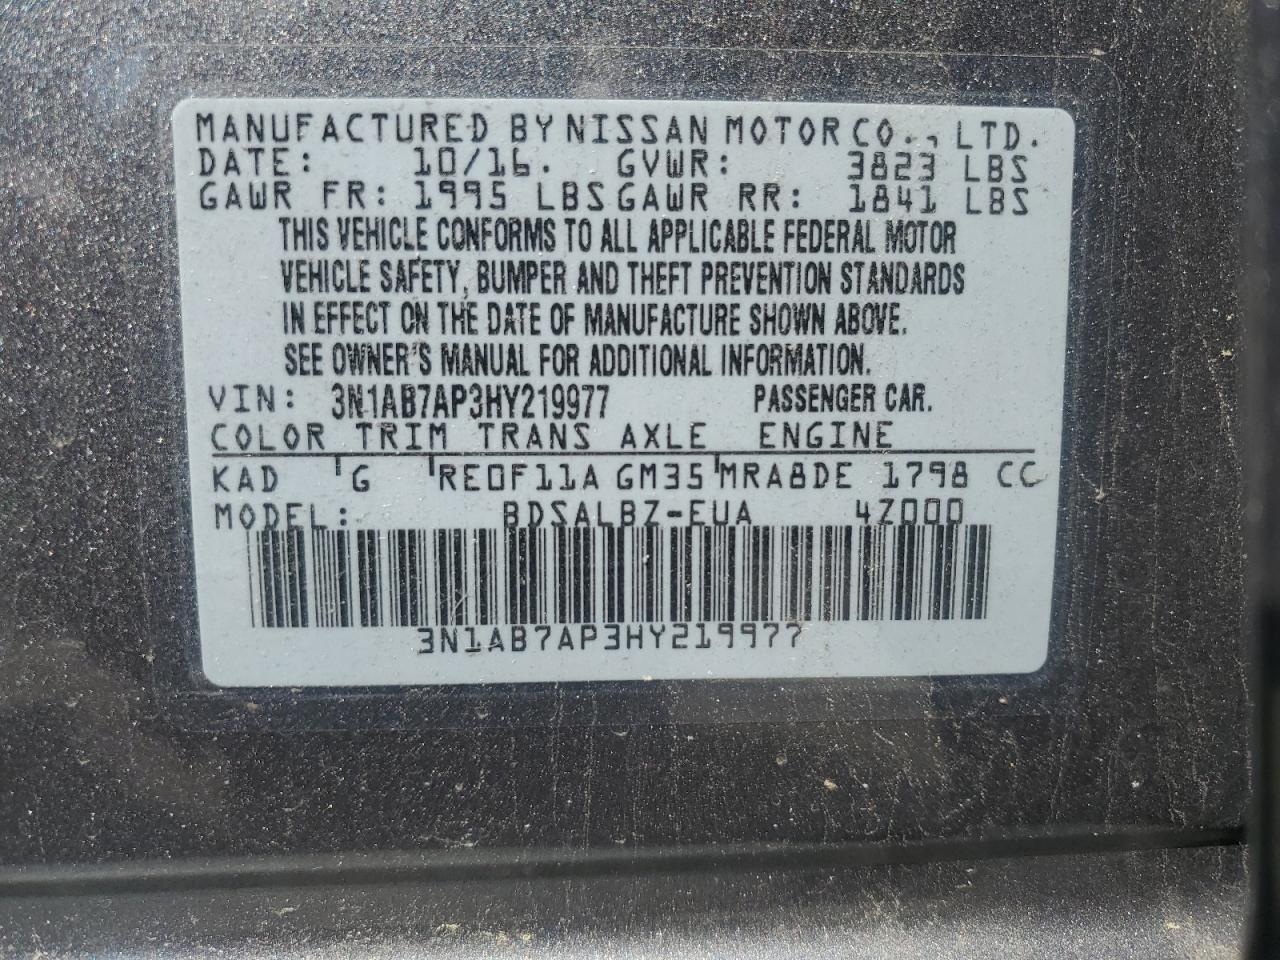 MANUFACTURED BY NISSAN MOTOR CO., LTD.
DATE: 10/16. GVWR: 3823 LBS
GAWR FR: 1995 LBS GAWR RR: 1841 LBS
THIS VEHICLE CONFORMS TO ALL APPLICABLE FEDERAL MOTOR
VEHICLE SAFETY, BUMPER AND THEFT PREVENTION STANDARDS
IN EFFECT ON THE DATE OF MANUFACTURE SHOWN ABOVE.
SEE OWNER'S MANUAL FOR ADDITIONAL INFORMATION.
VIN: 3N1AB7AP3HY219977 PASSENGER CAR.
COLOR TRIM TRANS AXLE ENGINE
KAD G RE0F11A GM35 MRA8DE 1798 CC
MODEL: BDSALBZ-EUA 4Z000
3N1AB7AP3HY219977